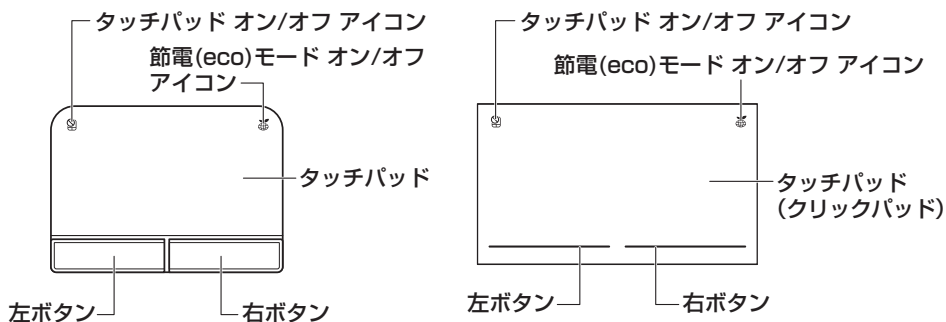 タッチパッド オン/オフ アイコン
節電(eco)モード オン/オフ
アイコン
タッチパッド
左ボタン
右ボタン
タッチパッド オン/オフ アイコン
節電(eco)モード オン/オフ アイコン
タッチパッド
(クリックパッド)
左ボタン
右ボタン